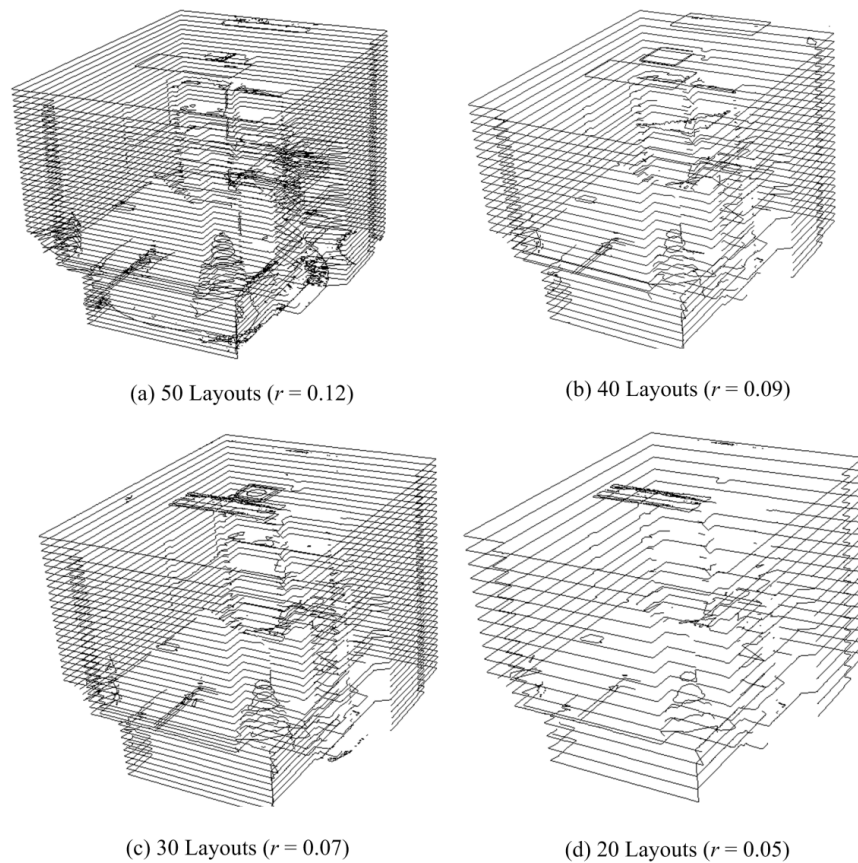 (a) 50 Layouts (r = 0.12)
(b) 40 Layouts (r = 0.09)
(c) 30 Layouts (r = 0.07)
(d) 20 Layouts (r = 0.05)